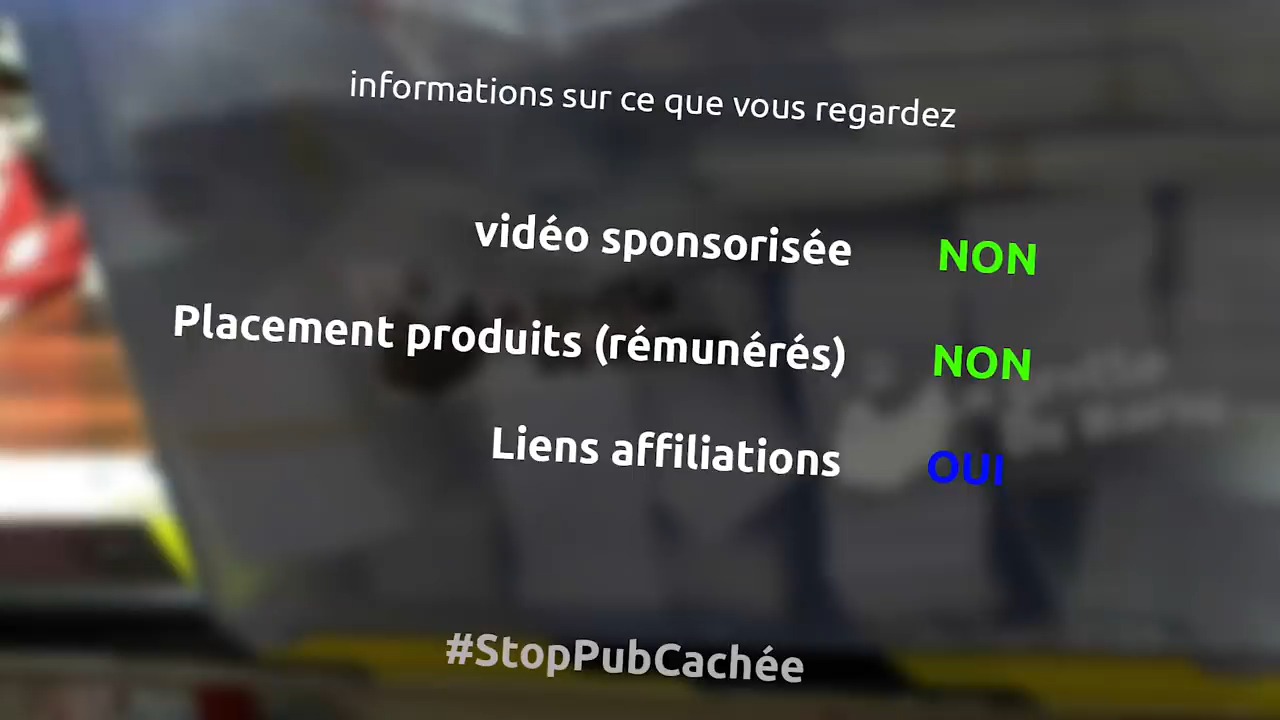 informations sur ce que vous regardez
vidéo sponsorisée NON
Placement produits (rémunérés) NON
Liens affiliations OUI
#StopPubCachée